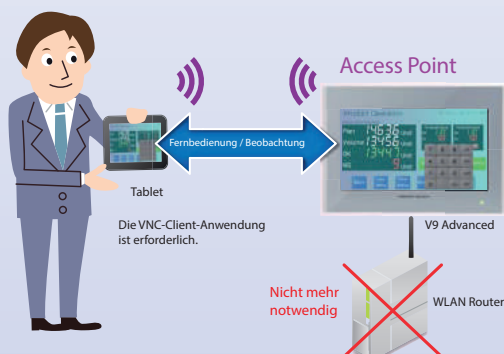 Access Point
Fernbedienung / Beobachtung
Tablet
Die VNC-Client-Anwendung
ist erforderlich.
V9 Advanced
Nicht mehr
notwendig
WLAN Router